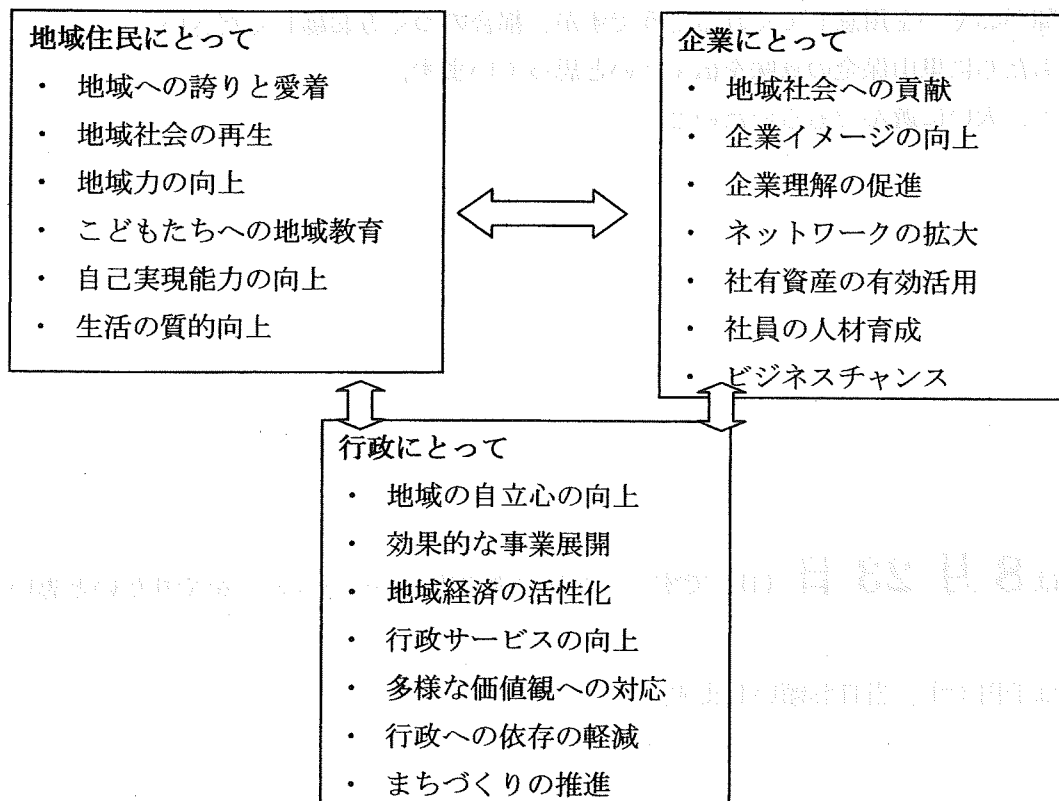 地域住民にとって
・ 地域への誇りと愛着
・ 地域社会の再生
・ 地域力の向上
・ こどもたちへの地域教育
・ 自己実現能力の向上
・ 生活の質的向上
企業にとって
・ 地域社会への貢献
・ 企業イメージの向上
・ 企業理解の促進
・ ネットワークの拡大
・ 社有資産の有効活用
・ 社員の人材育成
・ ビジネスチャンス
行政にとって
・ 地域の自立心の向上
・ 効果的な事業展開
・ 地域経済の活性化
・ 行政サービスの向上
・ 多様な価値観への対応
・ 行政への依存の軽減
・ まちづくりの推進
8月 23日